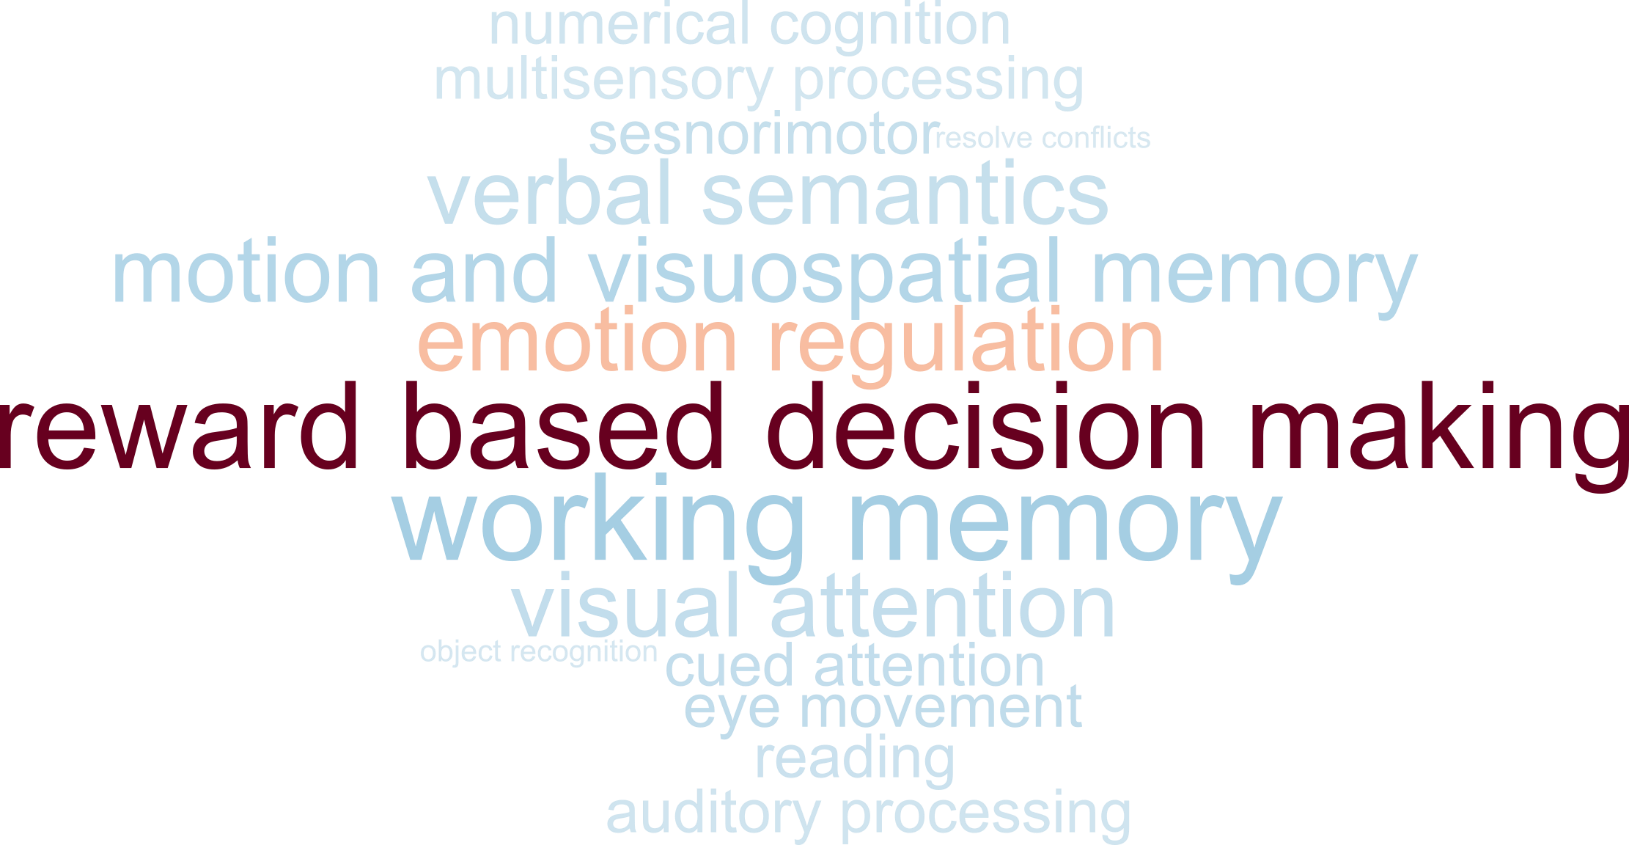 numerical cognition
multisensory processing
sesnorimotor
resolve conflicts
verbal semantics
motion and visuospatial memory
emotion regulation
reward based decision making
working memory
visual attention
object recognition
cued attention
eye movement
reading
auditory processing